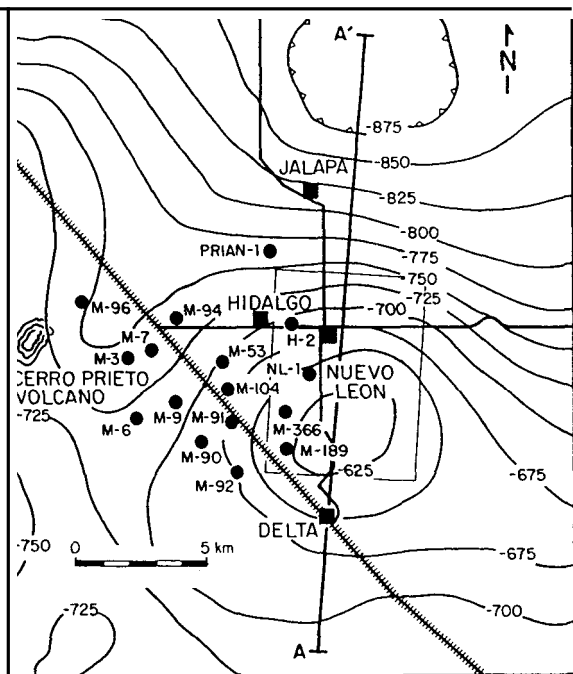 A'
N
-875
-850
JALAPA
-825
-800
PRIAN-1
-775
-750
-725
M-96
M-94
HIDALGO
-700
M-7
H-2
M-3
M-53
CERRO PRIETO
VOLCANO
NL-1
NUEVO
LEON
M-104
-725
M-9
M-91
M-6
M-366
M-90
M-189
-625
-675
M-92
DELTA
-750
0
5 km
-675
-725
-700
A